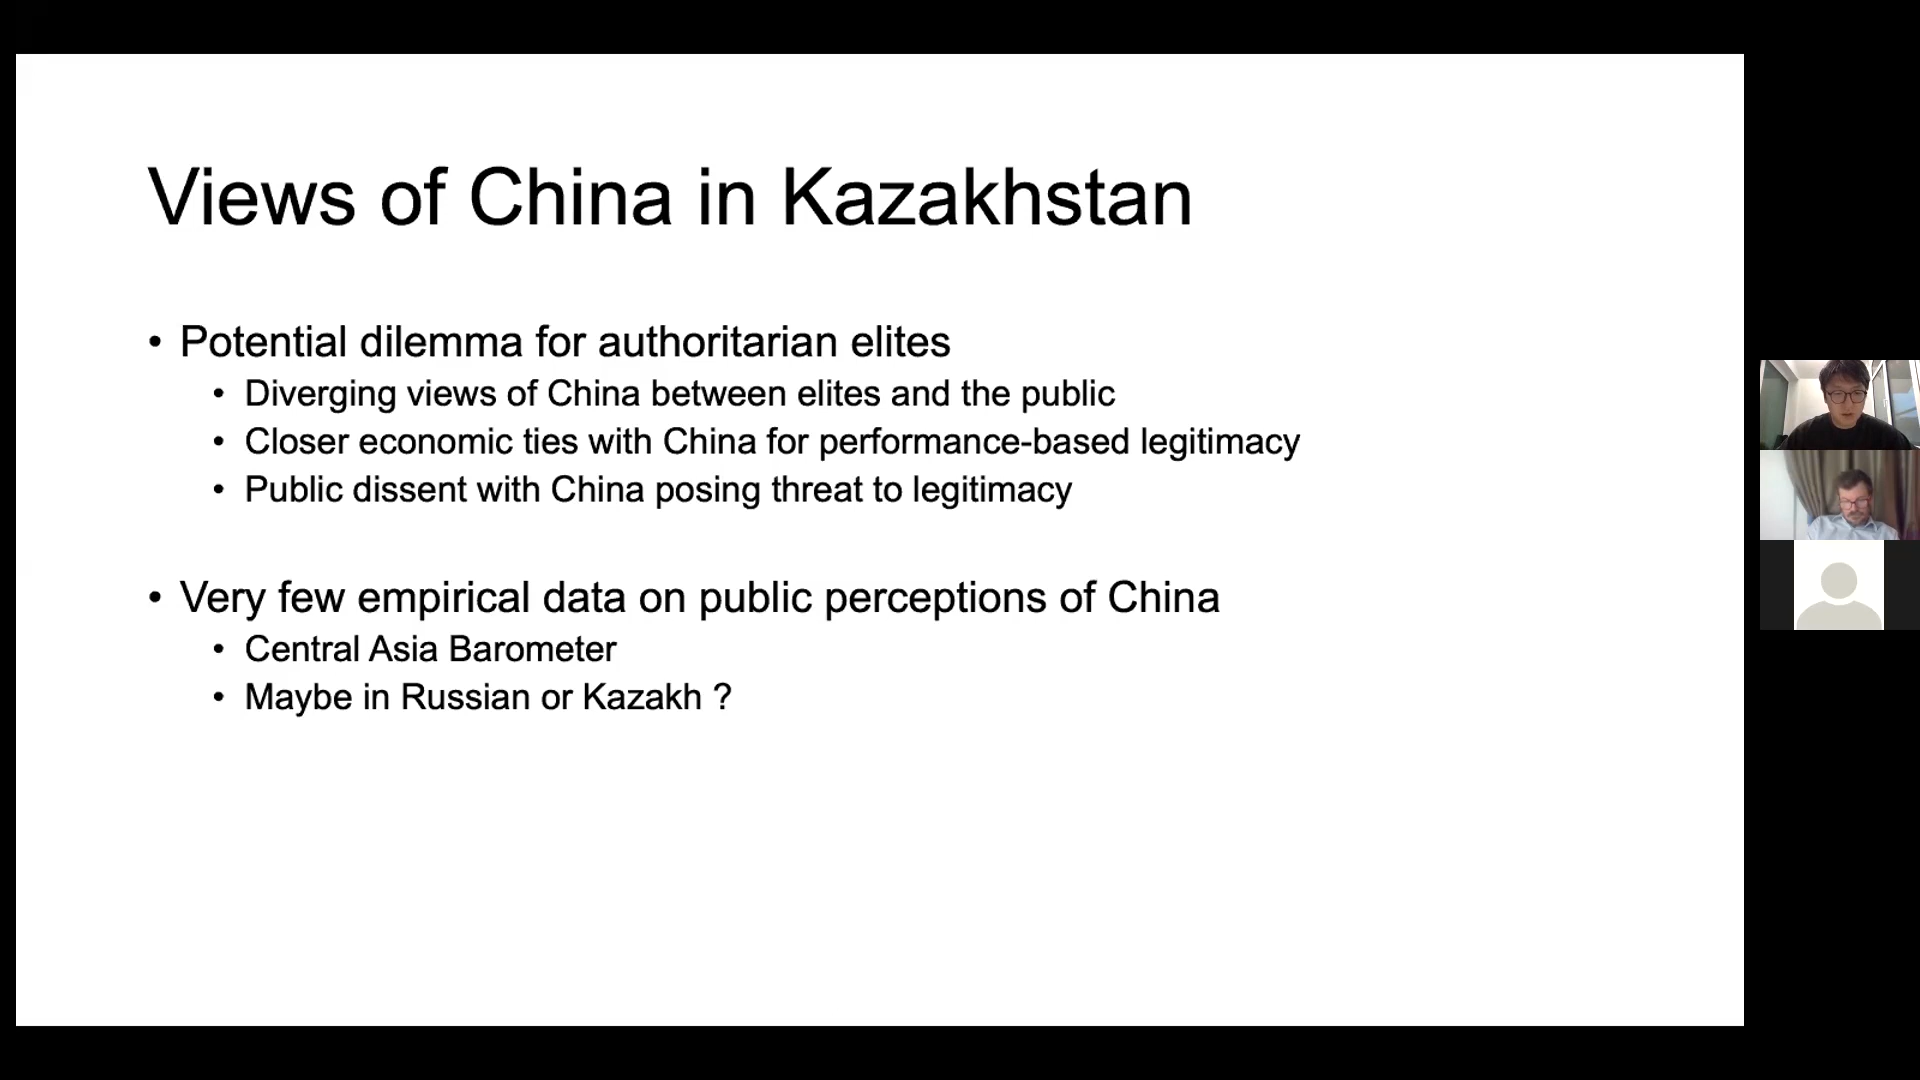 Views of China in Kazakhstan
• Potential dilemma for authoritarian elites
• Diverging views of China between elites and the public
• Closer economic ties with China for performance-based legitimacy
• Public dissent with China posing threat to legitimacy
• Very few empirical data on public perceptions of China
• Central Asia Barometer
• Maybe in Russian or Kazakh ?